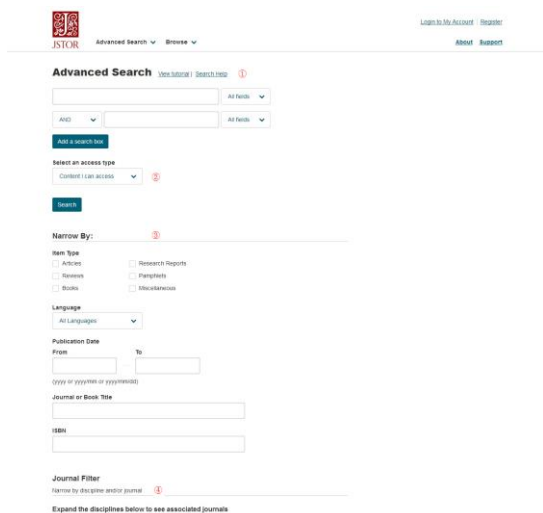 Login to My Account | Register
JSTOR
Advanced Search
Browse
About Support
Advanced Search View tutorial | Search Help ①
All fields
AND All fields
Add a search box
Select an access type
Content I can access ②
Search
Narrow By: ③
Item Type
Articles Research Reports
Reviews Pamphlets
Books Miscellaneous
Language
All Languages
Publication Date
From To
(yyyy or yyyy/mm or yyyy/mm/dd)
Journal or Book Title
ISBN
Journal Filter
Narrow by discipline and/or journal ④
Expand the disciplines below to see associated journals